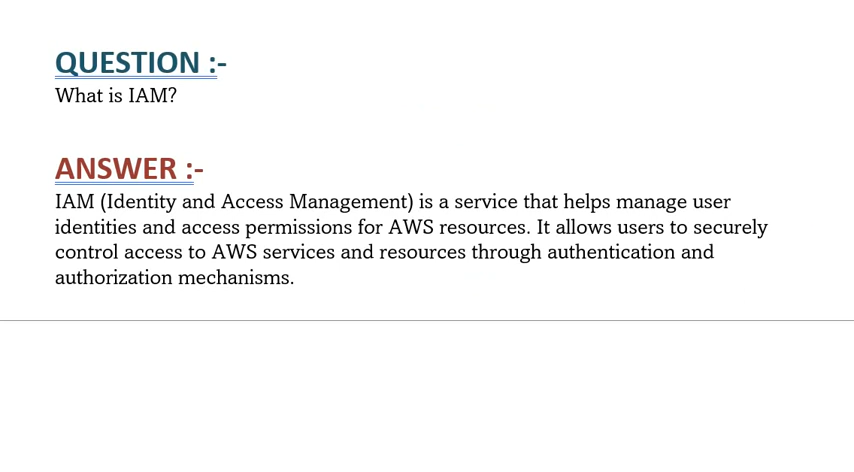 QUESTION :-
What is IAM?
ANSWER :-
IAM (Identity and Access Management) is a service that helps manage user
identities and access permissions for AWS resources. It allows users to securely
control access to AWS services and resources through authentication and
authorization mechanisms.